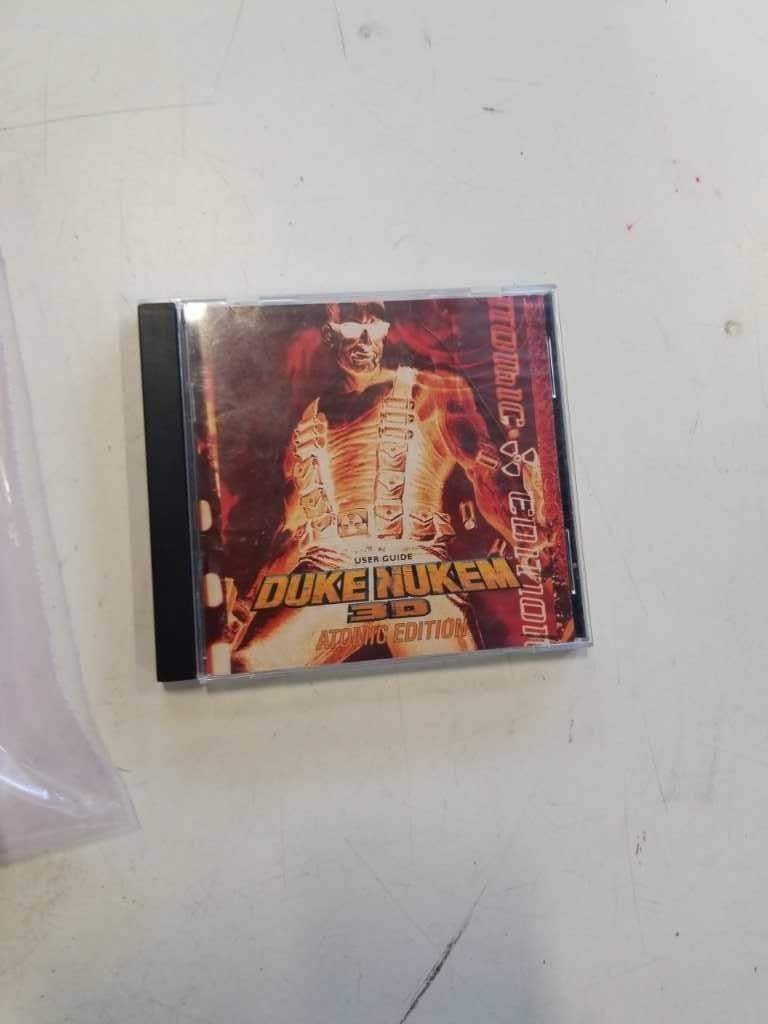 USER GUIDE
DUKE NUKEM
3D
ATOMIC EDITION
ATOMIC EDITION